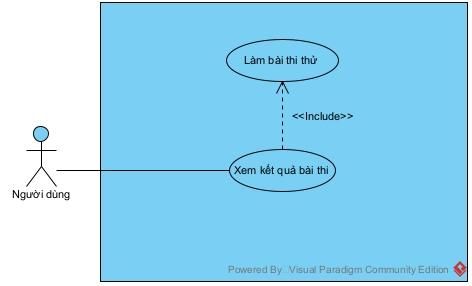 Làm bài thi thử
<<Include>>
Xem kết quả bài thi
Người dùng
Powered By Visual Paradigm Community Edition